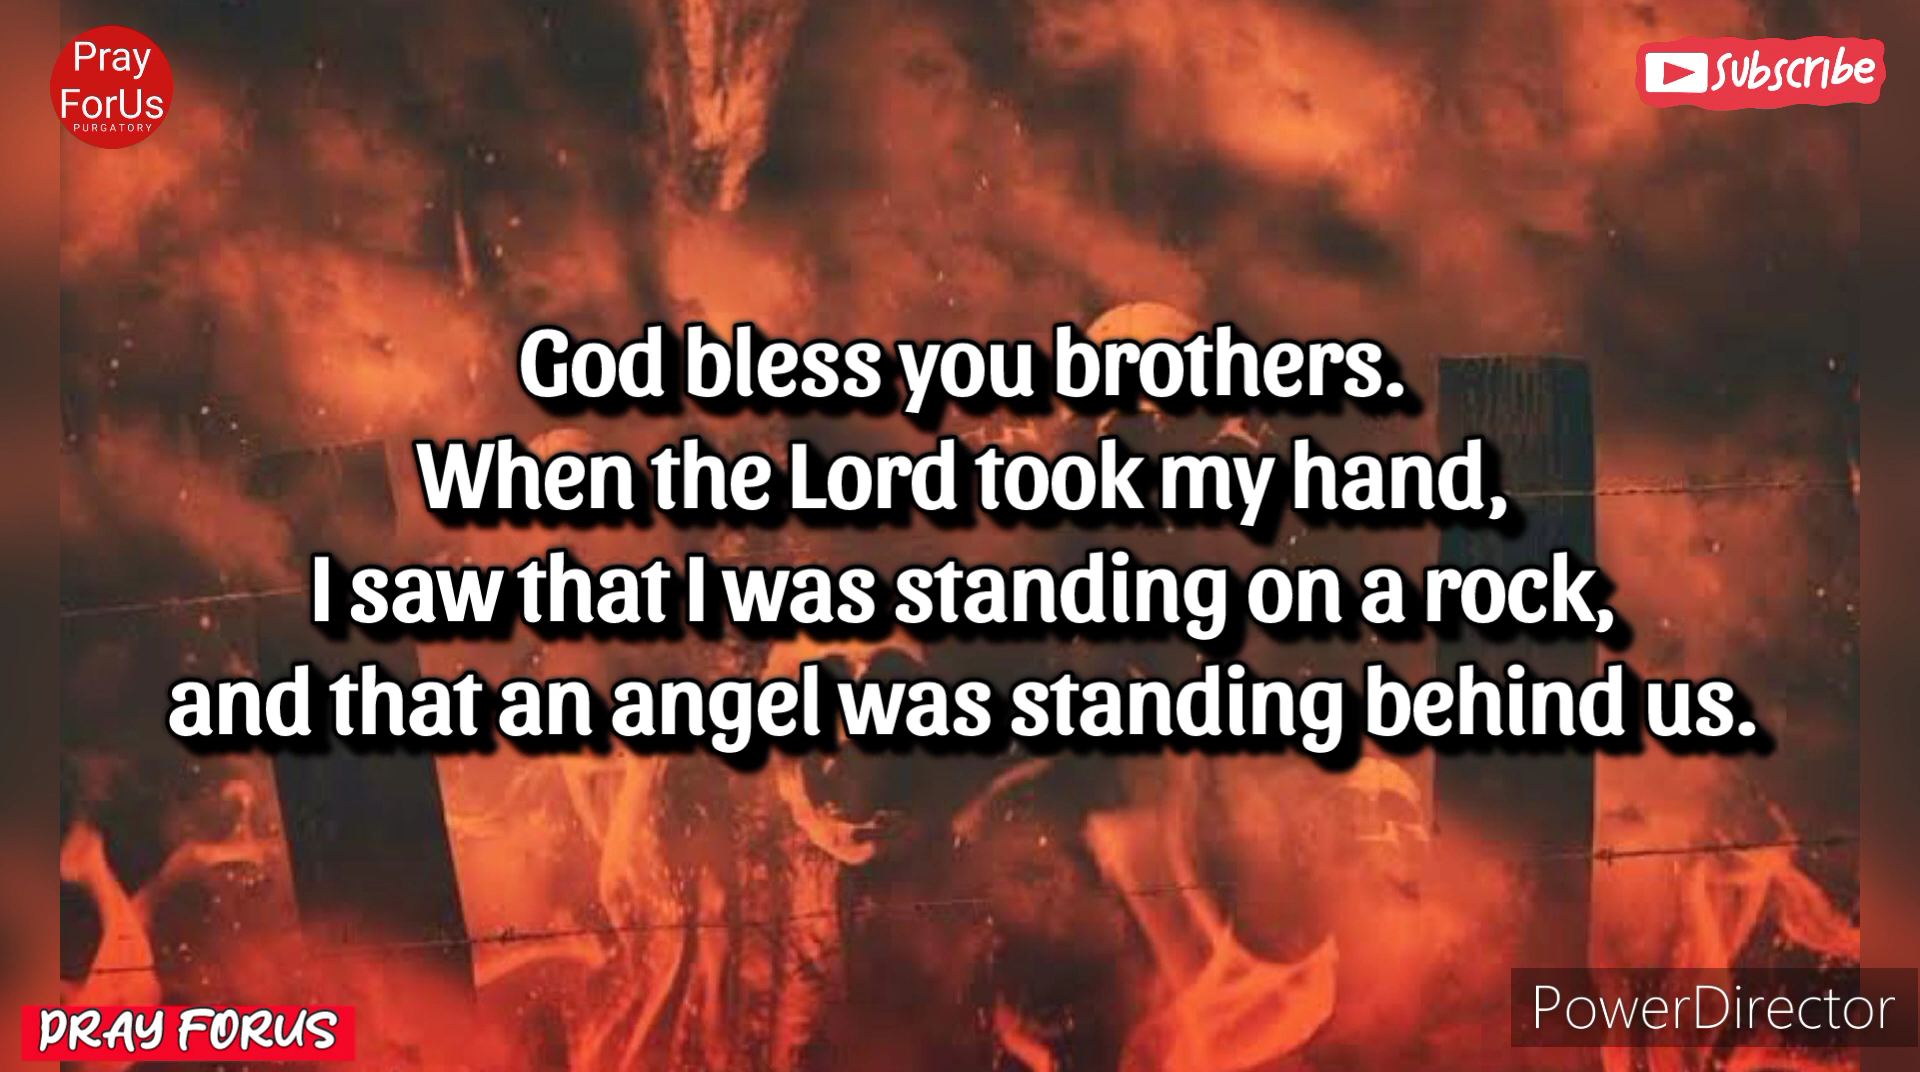 Pray
ForUs
PURGATORY
Subscribe
God bless you brothers.
When the Lord took my hand,
I saw that I was standing on a rock,
and that an angel was standing behind us.
PRAY FORUS
PowerDirector